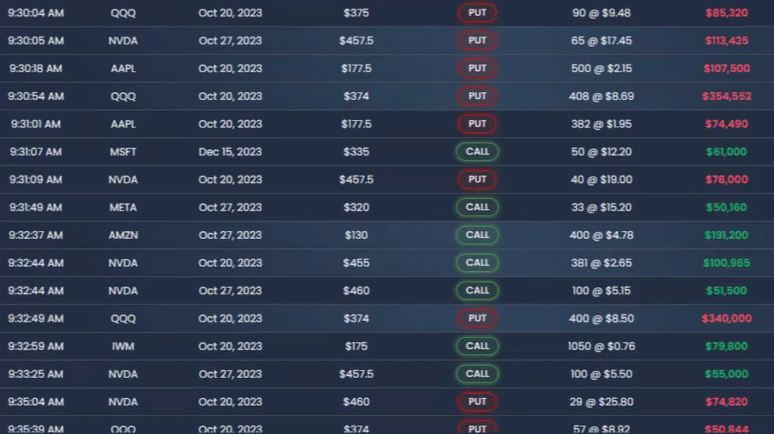 9:30:04 AM QQQ Oct 20, 2023 $375 PUT 90 @ $9.48 $85,320
9:30:05 AM NVDA Oct 27, 2023 $457.5 PUT 65 @ $17.45 $113,425
9:30:18 AM AAPL Oct 20, 2023 $177.5 PUT 500 @ $2.15 $107,500
9:30:54 AM QQQ Oct 20, 2023 $374 PUT 408 @ $8.69 $354,552
9:31:01 AM AAPL Oct 20, 2023 $177.5 PUT 382 @ $1.95 $74,490
9:31:07 AM MSFT Dec 15, 2023 $335 CALL 50 @ $12.20 $61,000
9:31:09 AM NVDA Oct 20, 2023 $457.5 PUT 40 @ $19.00 $76,000
9:31:49 AM META Oct 27, 2023 $320 CALL 33 @ $15.20 $50,160
9:32:37 AM AMZN Oct 27, 2023 $130 CALL 400 @ $4.78 $191,200
9:32:44 AM NVDA Oct 20, 2023 $455 CALL 381 @ $2.65 $100,965
9:32:44 AM NVDA Oct 27, 2023 $460 CALL 100 @ $5.15 $51,500
9:32:49 AM QQQ Oct 20, 2023 $374 PUT 400 @ $8.50 $340,000
9:32:59 AM IWM Oct 20, 2023 $175 CALL 1050 @ $0.76 $79,800
9:33:25 AM NVDA Oct 27, 2023 $457.5 CALL 100 @ $5.50 $55,000
9:35:04 AM NVDA Oct 20, 2023 $460 PUT 29 @ $25.80 $74,820
9:35:39 AM QQQ Oct 20, 2023 $374 PUT 57 @ $8.92 $50,844